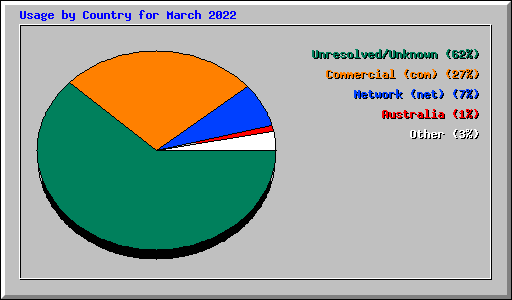 Usage by Country for March 2022
Unresolved/Unknown (62%)
Commercial (com) (27%)
Network (net) (7%)
Australia (1%)
Other (3%)